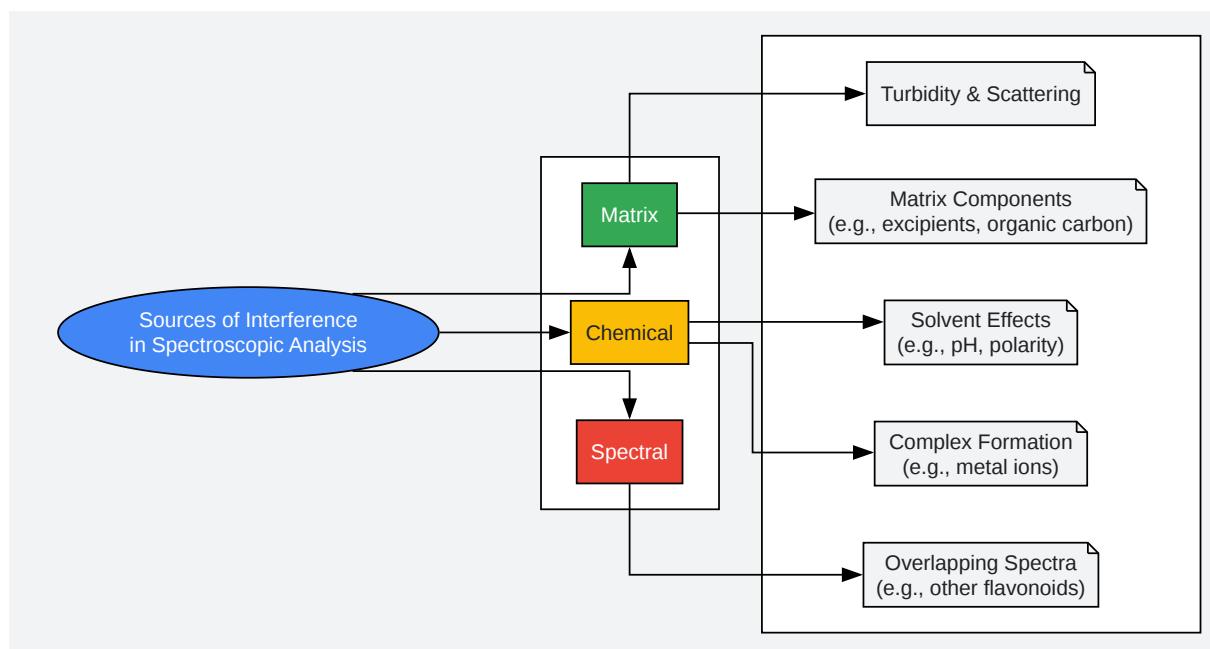 Sources of Interference
in Spectroscopic Analysis
Matrix
Chemical
Spectral
Turbidity & Scattering
Matrix Components
(e.g., excipients, organic carbon)
Solvent Effects
(e.g., pH, polarity)
Complex Formation
(e.g., metal ions)
Overlapping Spectra
(e.g., other flavonoids)